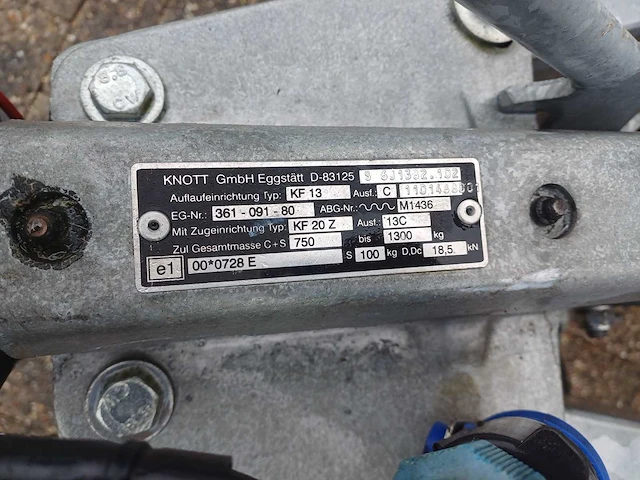 8.8
KNOTT GmbH Eggstätt D-83125
Auflaufeinrichtung Typ: KF 13 Ausf.: C
EG-Nr.: 361-091-80 ABG-Nr.: M1436
Mit Zugeinrichtung Typ: KF 20 Z Ausf.: 13C
Zul Gesamtmasse C+S 750 bis 1300 kg
e1 00*0728 E S 100 kg D,Dc 18,5 kN